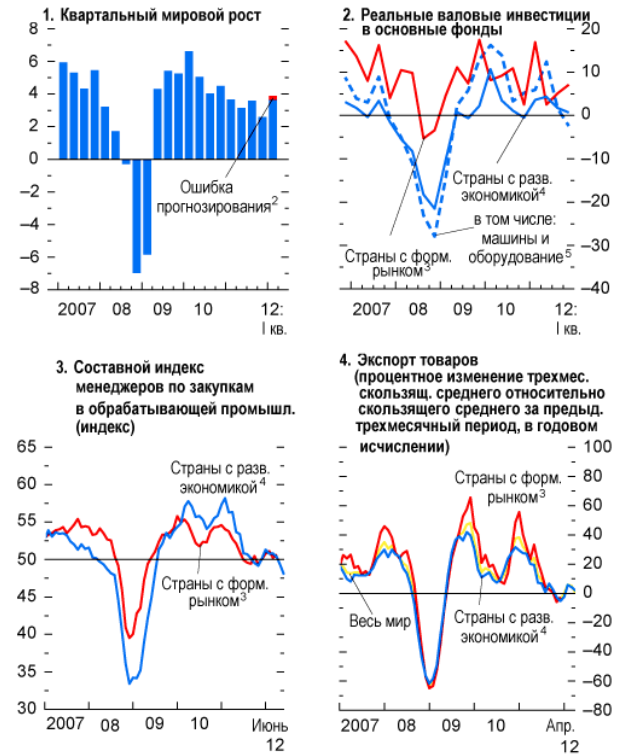 1. Квартальный мировой рост
8
6
4
2
0
–2
–4
–6
–8
Ошибка
прогнозирования2
2007 08 09 10 12:
I кв.
2. Реальные валовые инвестиции
в основные фонды
20
10
0
–10
–20
–30
–40
Страны с разв.
экономикой4
в том числе:
машины и
оборудование5
Страны с форм.
рынком3
2007 08 09 10 12:
I кв.
3. Составной индекс
менеджеров по закупкам
в обрабатывающей промышл.
(индекс)
65
60
55
50
45
40
35
30
Страны с разв.
экономикой4
Страны с форм.
рынком3
2007 08 09 10 Июнь
12
4. Экспорт товаров
(процентное изменение трехмес.
скользящ. среднего относительно
скользящего среднего за предыд.
трехмесячный период, в годовом
исчислении)
100
80
60
40
20
0
–20
–40
–60
–80
Страны с форм.
рынком3
Весь мир
Страны с разв.
экономикой4
2007 08 09 10 Апр.
12